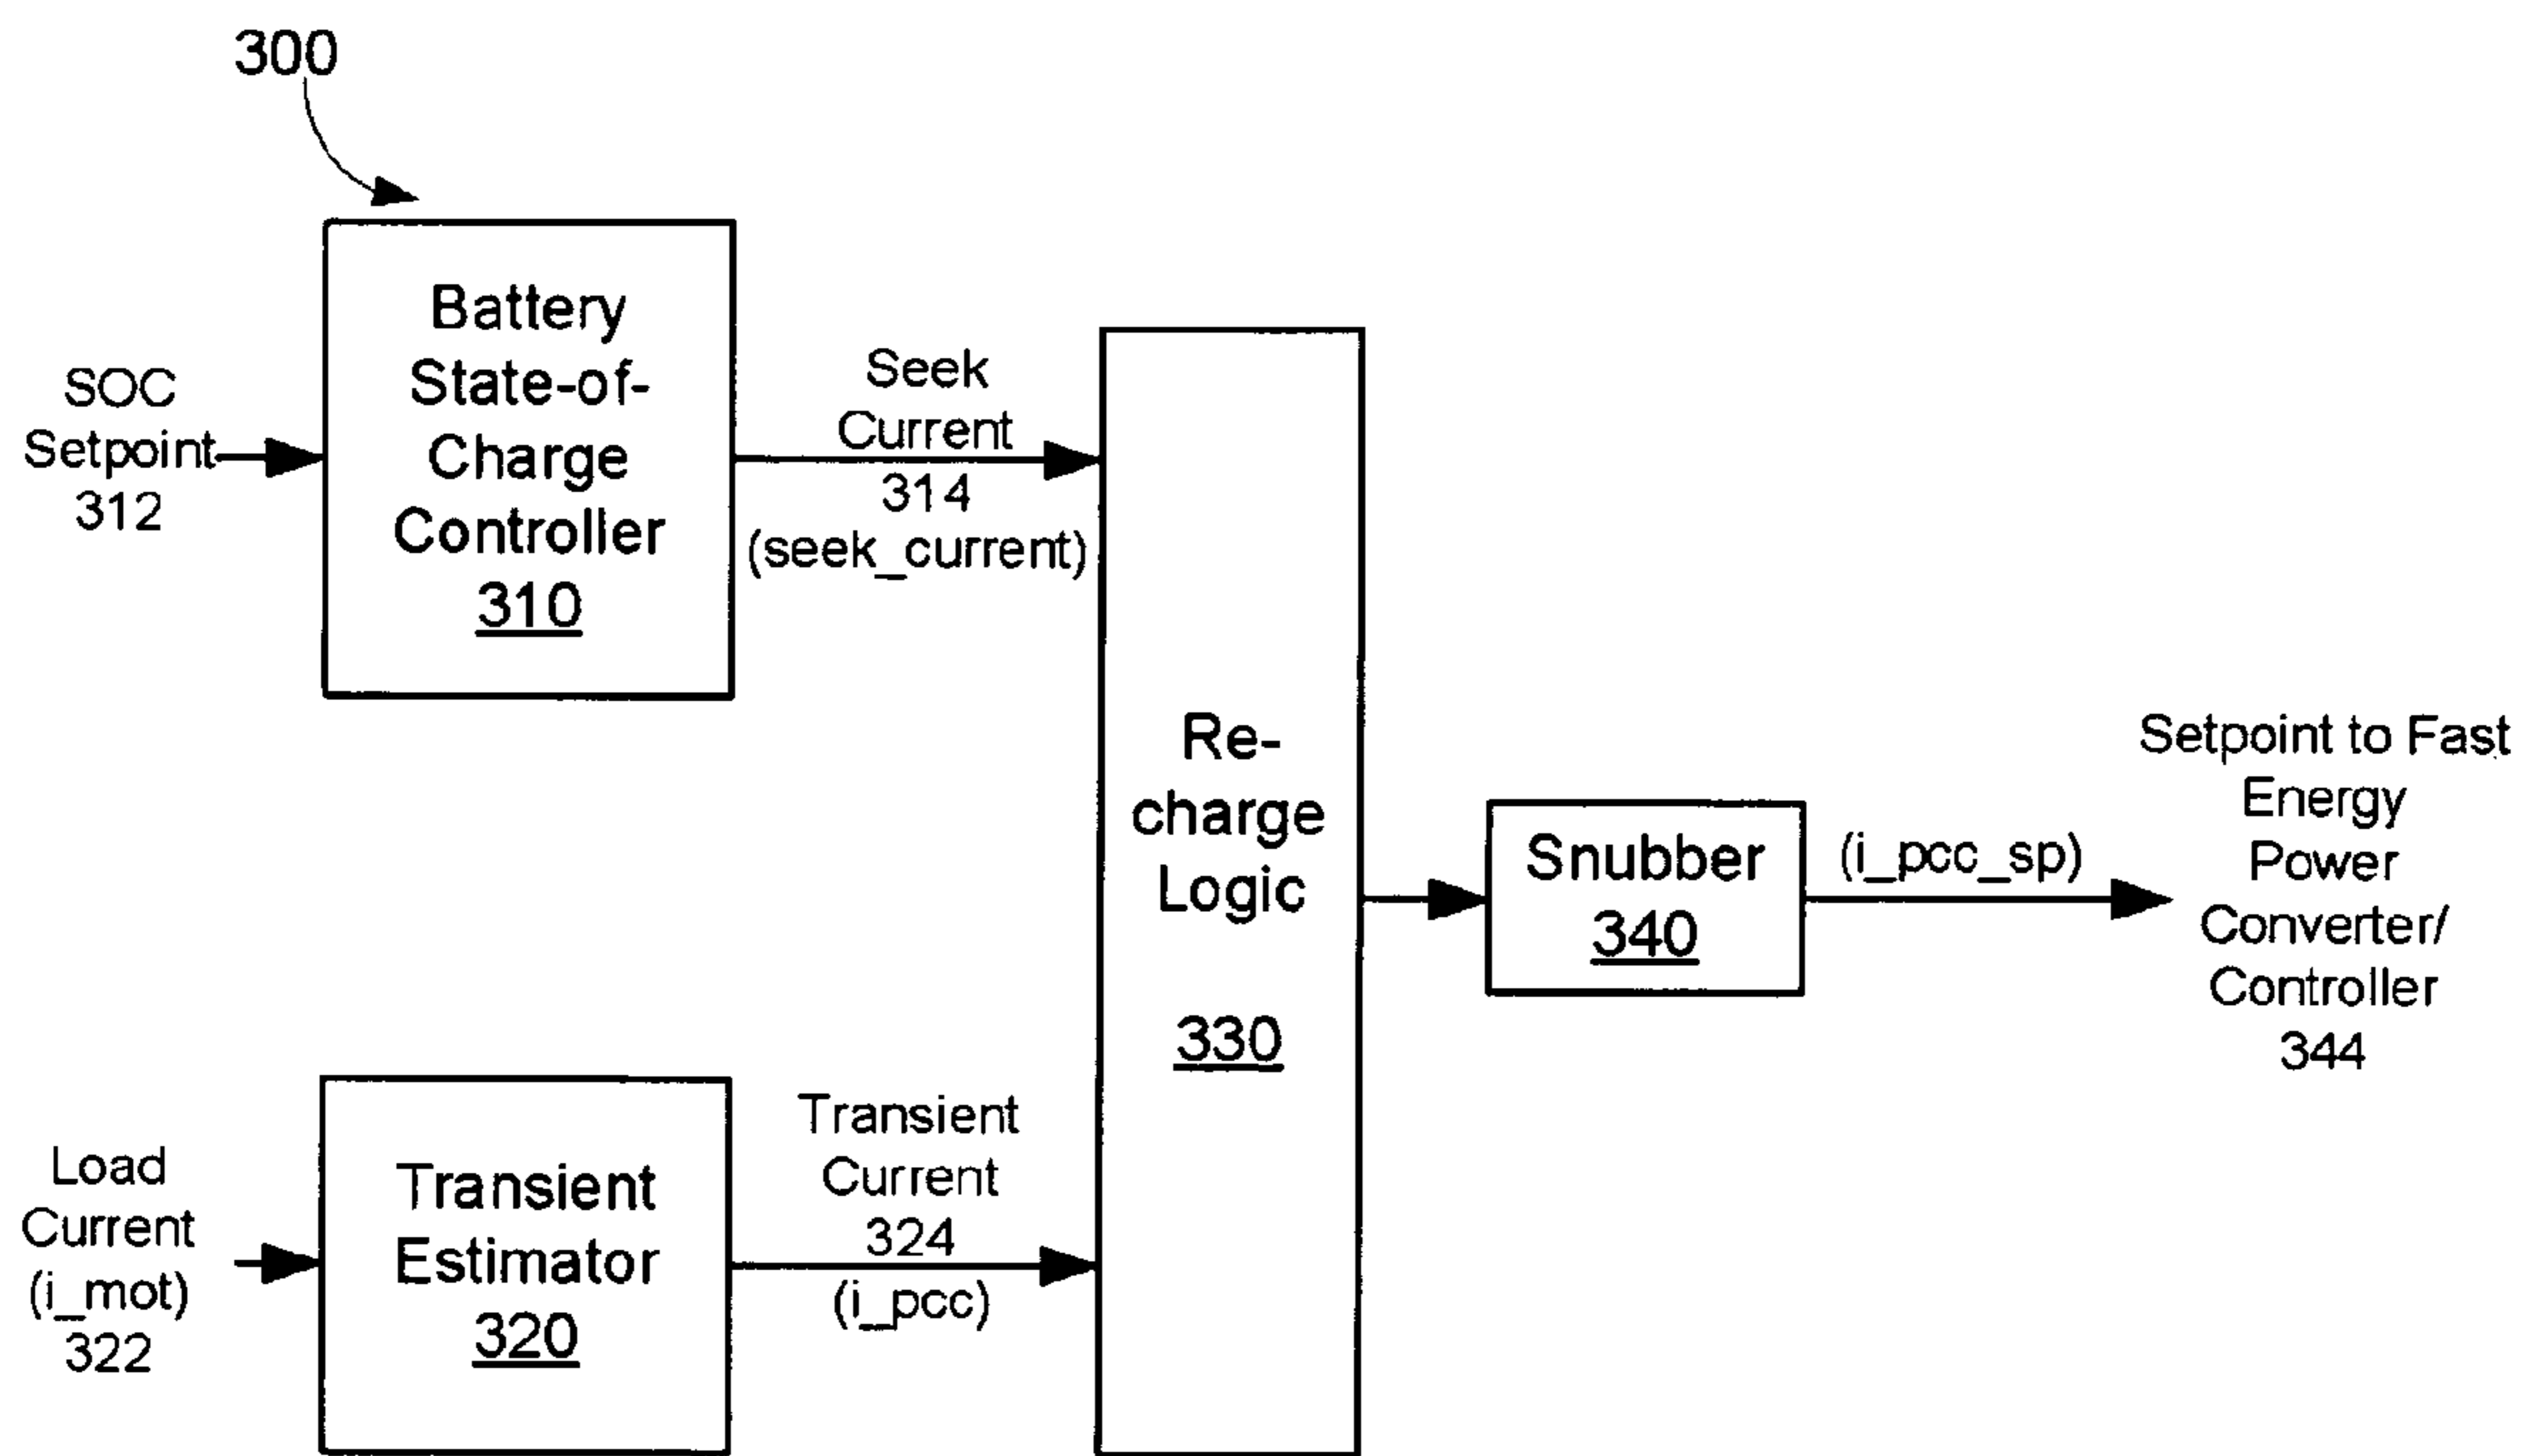 300
Battery
State-of-
Charge
Controller
310
SOC
Setpoint
312
Seek
Current
314
(seek_current)
Re-
charge
Logic
330
Snubber
340
(i_pcc_sp)
Setpoint to Fast
Energy
Power
Converter/
Controller
344
Load
Current
(i_mot)
322
Transient
Estimator
320
Transient
Current
324
(i_pcc)